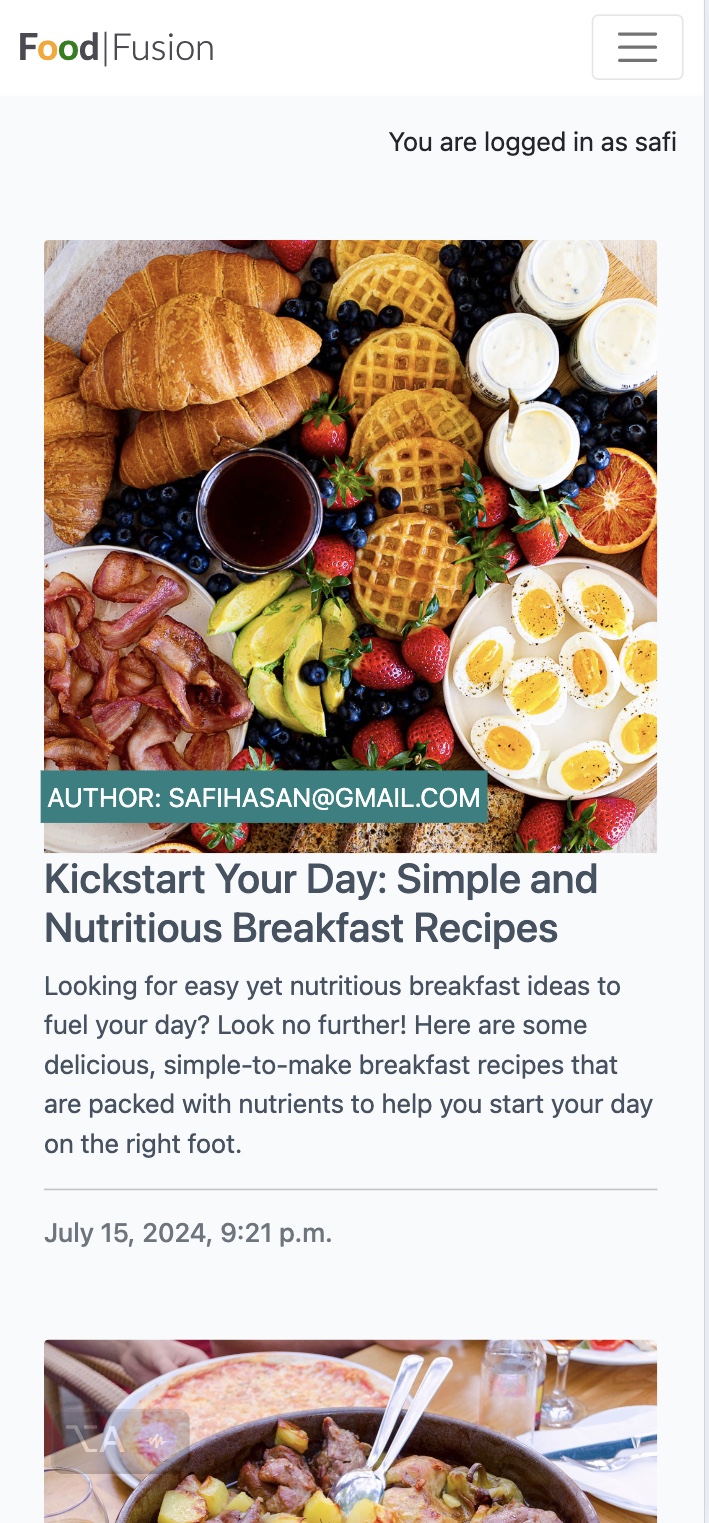 Food|Fusion
You are logged in as safi
AUTHOR: SAFIHASAN@GMAIL.COM
Kickstart Your Day: Simple and
Nutritious Breakfast Recipes
Looking for easy yet nutritious breakfast ideas to
fuel your day? Look no further! Here are some
delicious, simple-to-make breakfast recipes that
are packed with nutrients to help you start your day
on the right foot.
July 15, 2024, 9:21 p.m.
⌥A